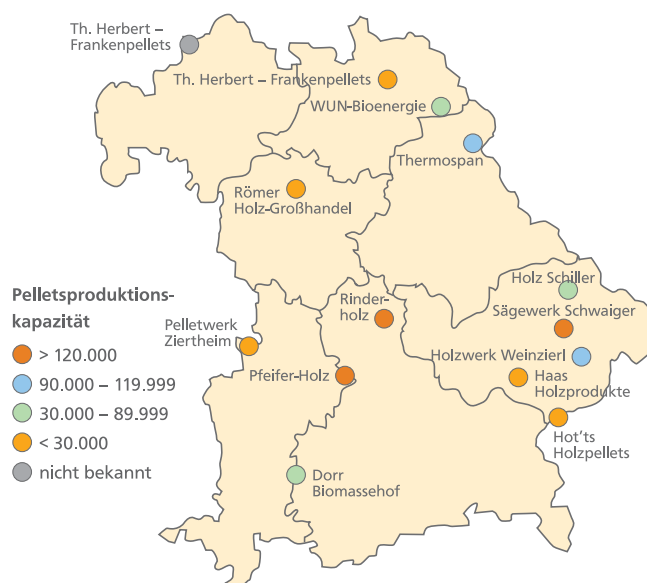 Th. Herbert –
Frankenpellets
Th. Herbert – Frankenpellets
WUN-Bioenergie
Thermospan
Römer
Holz-Großhandel
Holz Schiller
Pelletsproduktions-
kapazität
> 120.000
90.000 – 119.999
30.000 – 89.999
< 30.000
nicht bekannt
Rinder-
holz
Sägewerk Schwaiger
Pelletwerk
Ziertheim
Holzwerk Weinzierl
Pfeifer-Holz
Haas
Holzprodukte
Hot'ts
Holzpellets
Dorr
Biomassehof